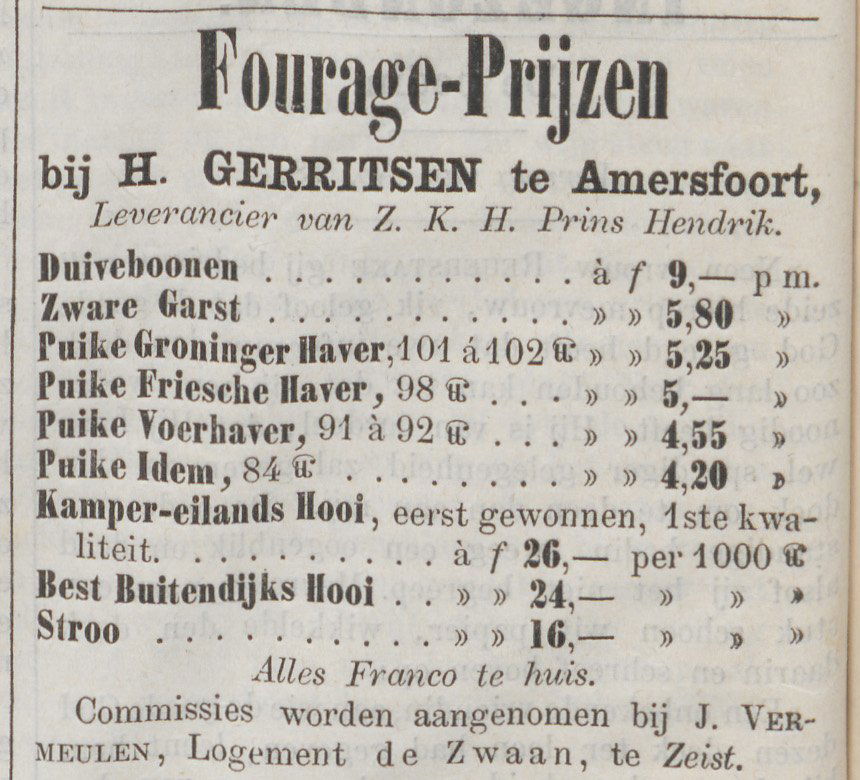 Fourage-Prijzen
bij H. GERRITSEN te Amersfoort,
Leverancier van Z. K. H. Prins Hendrik.
Duiveboonen . . . . . . . . . . . . à f 9,— p m.
Zware Garst . . . . . . . . . . . » » 5,80 »
Puike Groninger Haver, 101 á 102 ℔ » » 5,25 »
Puike Friesche Haver, 98 ℔ . . . . » » 5,— »
Puike Voerhaver, 91 à 92 ℔ . . . . » » 4,55 »
Puike Idem, 84 ℔ . . . . . . . . » » 4,20 »
Kamper-eilands Hooi, eerst gewonnen, 1ste kwa-
liteit. . . . . . . . . . . à f 26,— per 1000 ℔
Best Buitendijks Hooi . . » » 24,— » » »
Stroo . . . . . . . . . . . » » 16,— » » »
Alles Franco te huis.
Commissies worden aangenomen bij J. VER-
MEULEN, Logement de Zwaan, te Zeist.